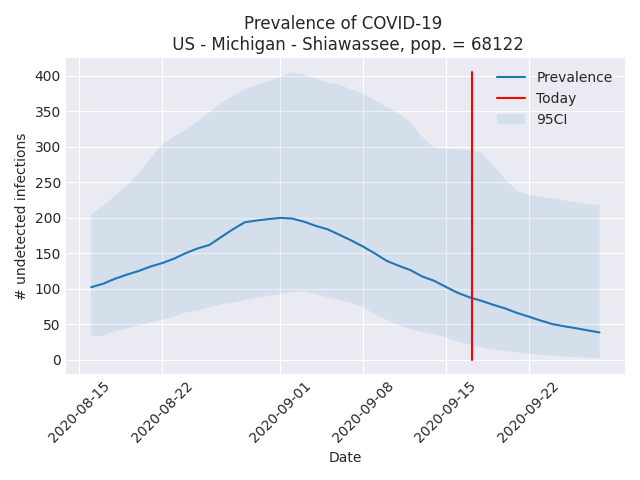 Prevalence of COVID-19
US - Michigan - Shiawassee, pop. = 68122
400
350
300
250
200
150
100
50
0
# undetected infections
Prevalence
Today
95CI
2020-08-15
2020-08-22
2020-09-01
2020-09-08
2020-09-15
2020-09-22
Date